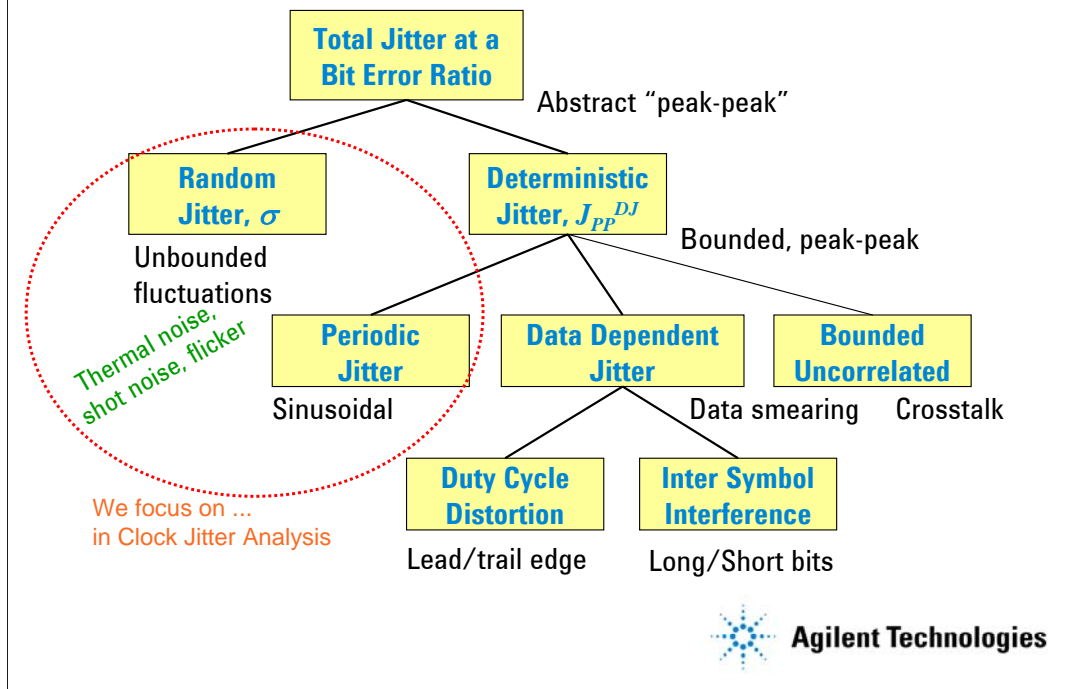 Total Jitter at a
Bit Error Ratio
Abstract “peak-peak”
Random
Jitter, σ
Deterministic
Jitter, J_PP^DJ
Unbounded
fluctuations
Bounded, peak-peak
Thermal noise,
shot noise, flicker
Periodic
Jitter
Data Dependent
Jitter
Bounded
Uncorrelated
Sinusoidal
Data smearing
Crosstalk
Duty Cycle
Distortion
Inter Symbol
Interference
We focus on ...
in Clock Jitter Analysis
Lead/trail edge
Long/Short bits
Agilent Technologies